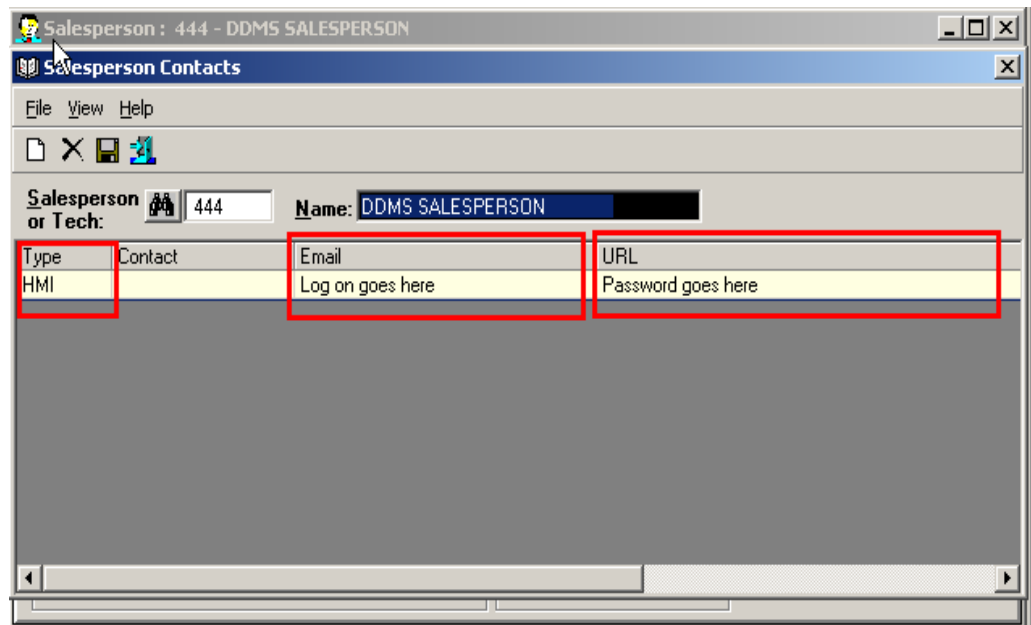 Salesperson : 444 - DDMS SALESPERSON
Salesperson Contacts
File View Help
Salesperson or Tech: 444 Name: DDMS SALESPERSON
Type Contact Email URL
HMI Log on goes here Password goes here